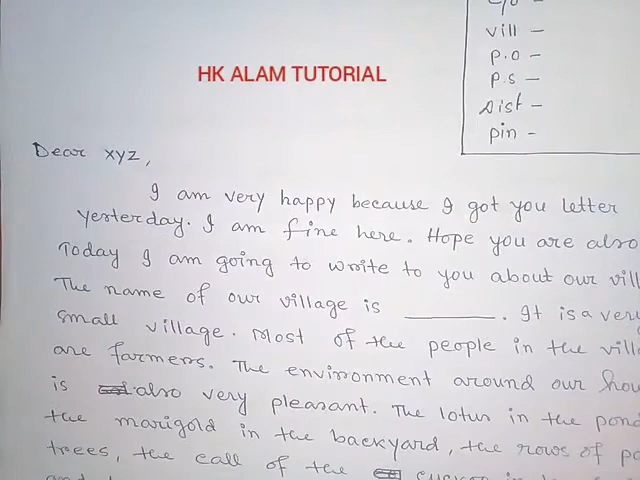 c/o -
vill -
P.O -
P.S -
Dist -
pin -
HK ALAM TUTORIAL
Dear xyz,
I am very happy because I got you letter
yesterday. I am fine here. Hope you are also
Today I am going to write to you about our vill
The name of our village is ________. It is a very
small village. Most of the people in the vill
are farmers. The environment around our hou
is also very pleasant. The lotus in the pond
the marigold in the backyard, the rows of pa
trees, the call of the